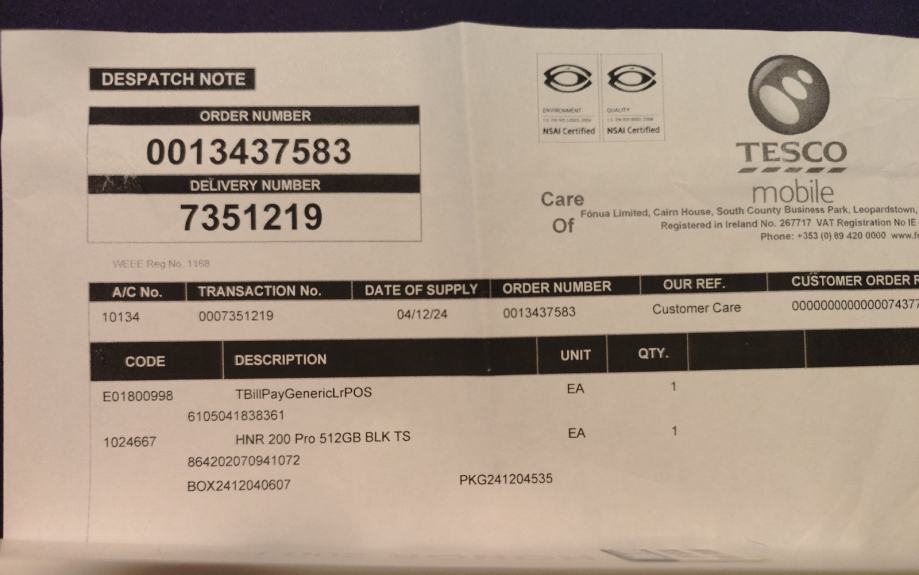 DESPATCH NOTE
ORDER NUMBER
0013437583
DELIVERY NUMBER
7351219
WEEE Reg No. 1168
ENVIRONMENT
NSAI Certified
QUALITY
NSAI Certified
TESCO
mobile
Care
Of
Fónua Limited, Cairn House, South County Business Park, Leopardstown,
Registered in Ireland No. 267717 VAT Registration No IE
Phone: +353 (0) 89 420 0000 www.f
A/C No. TRANSACTION No. DATE OF SUPPLY ORDER NUMBER OUR REF. CUSTOMER ORDER R
10134 0007351219 04/12/24 0013437583 Customer Care 000000000000074377
CODE DESCRIPTION UNIT QTY.
E01800998 TBillPayGenericLrPOS EA 1
6105041838361
1024667 HNR 200 Pro 512GB BLK TS EA 1
864202070941072
BOX2412040607 PKG241204535